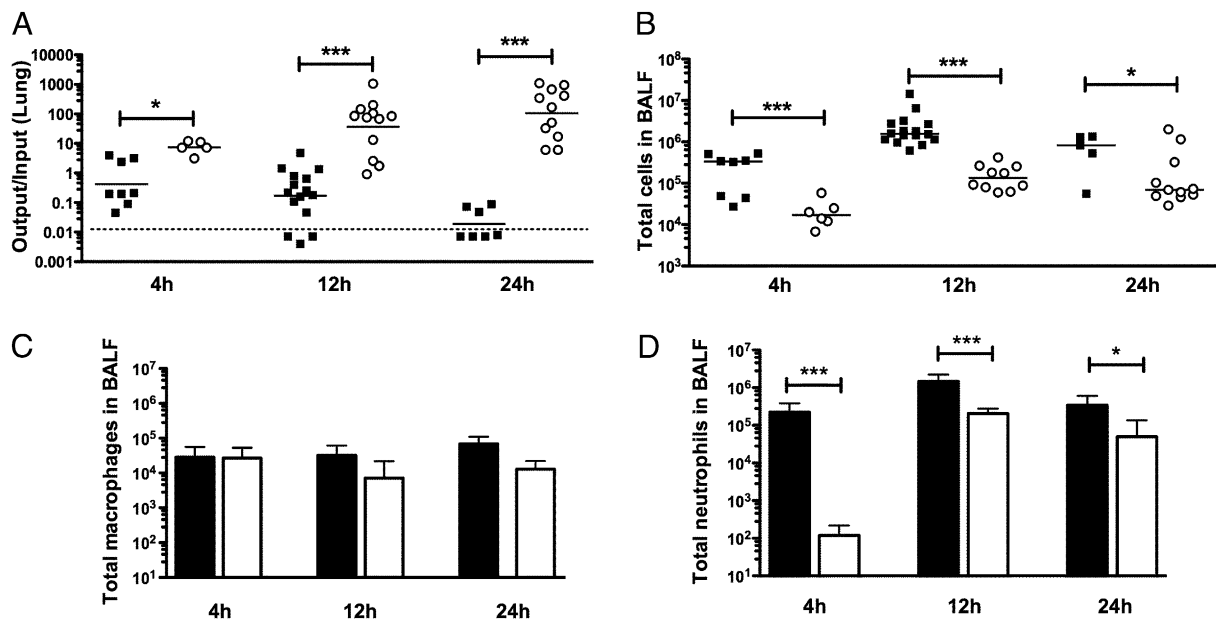 A
Output/Input (Lung)
10000
1000
100
10
1
0.1
0.01
0.001
*
***
***
4h
12h
24h
B
Total cells in BALF
10⁸
10⁷
10⁶
10⁵
10⁴
10³
***
***
*
4h
12h
24h
C
Total macrophages in BALF
10⁷
10⁶
10⁵
10⁴
10³
10²
10¹
4h
12h
24h
D
Total neutrophils in BALF
10⁷
10⁶
10⁵
10⁴
10³
10²
10¹
***
***
*
4h
12h
24h